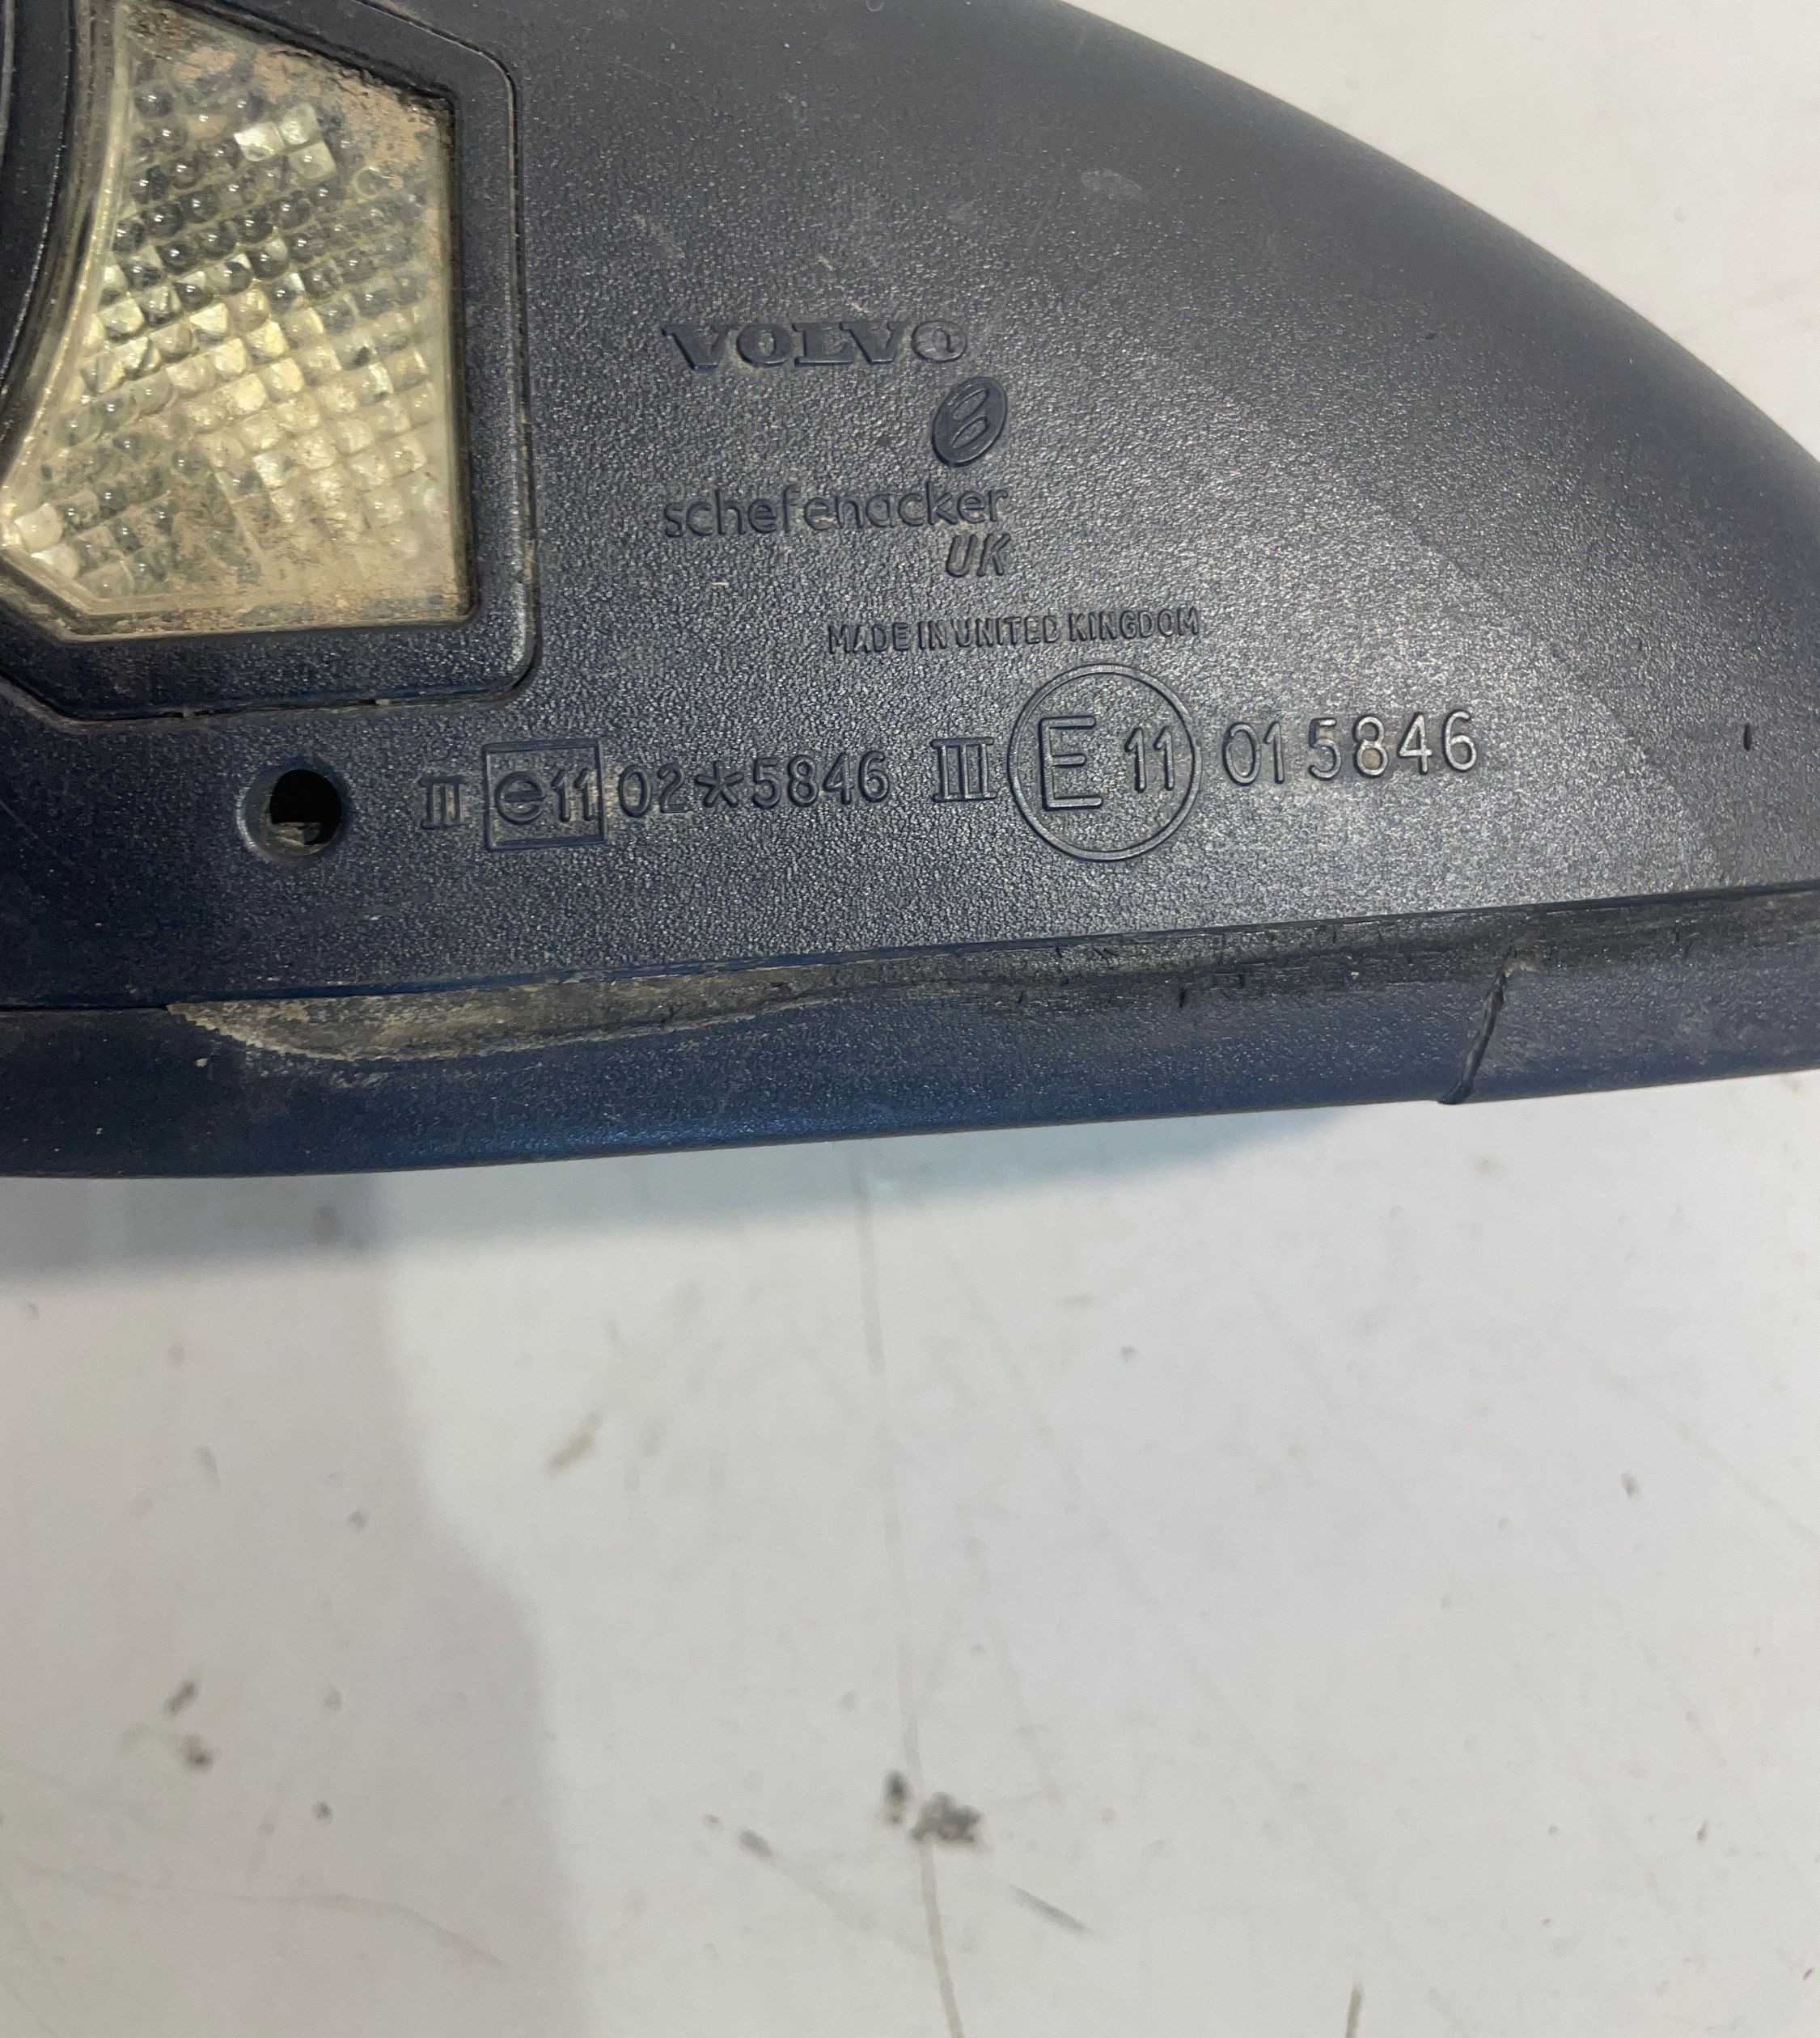 VOLVO
schefenacker
UK
MADE IN UNITED KINGDOM
II e11 02*5846 III E 11 015846